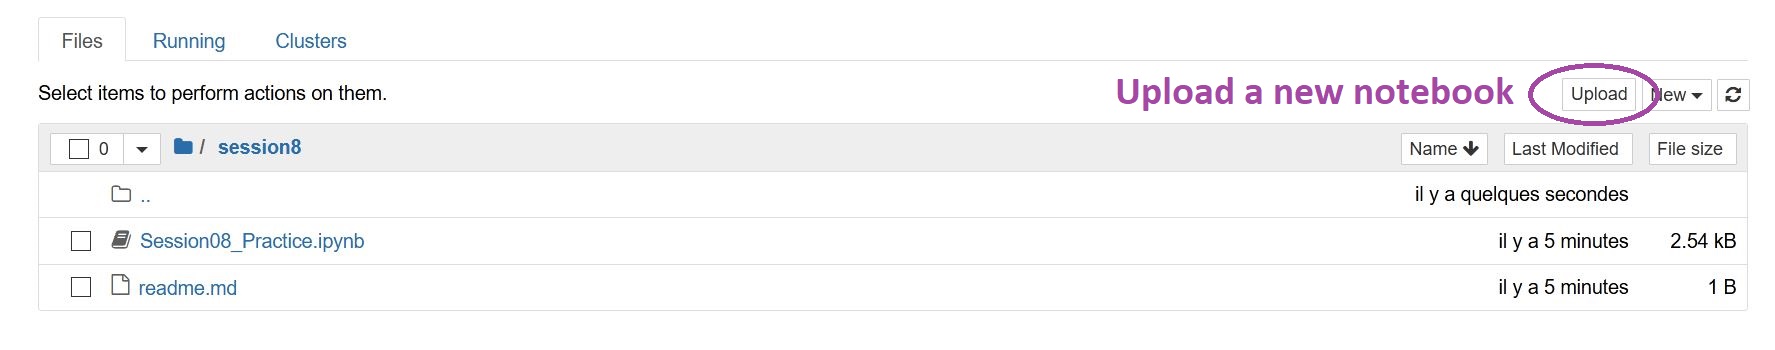 Files Running Clusters
Select items to perform actions on them. Upload a new notebook Upload New
0 / session8 Name Last Modified File size
.. il y a quelques secondes
Session08_Practice.ipynb il y a 5 minutes 2.54 kB
readme.md il y a 5 minutes 1 B